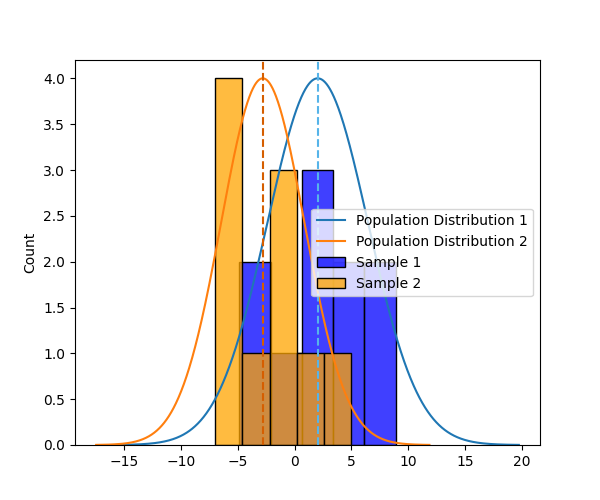 4.0
3.5
3.0
2.5
2.0
1.5
1.0
0.5
0.0
Count
Population Distribution 1
Population Distribution 2
Sample 1
Sample 2
−15 −10 −5 0 5 10 15 20